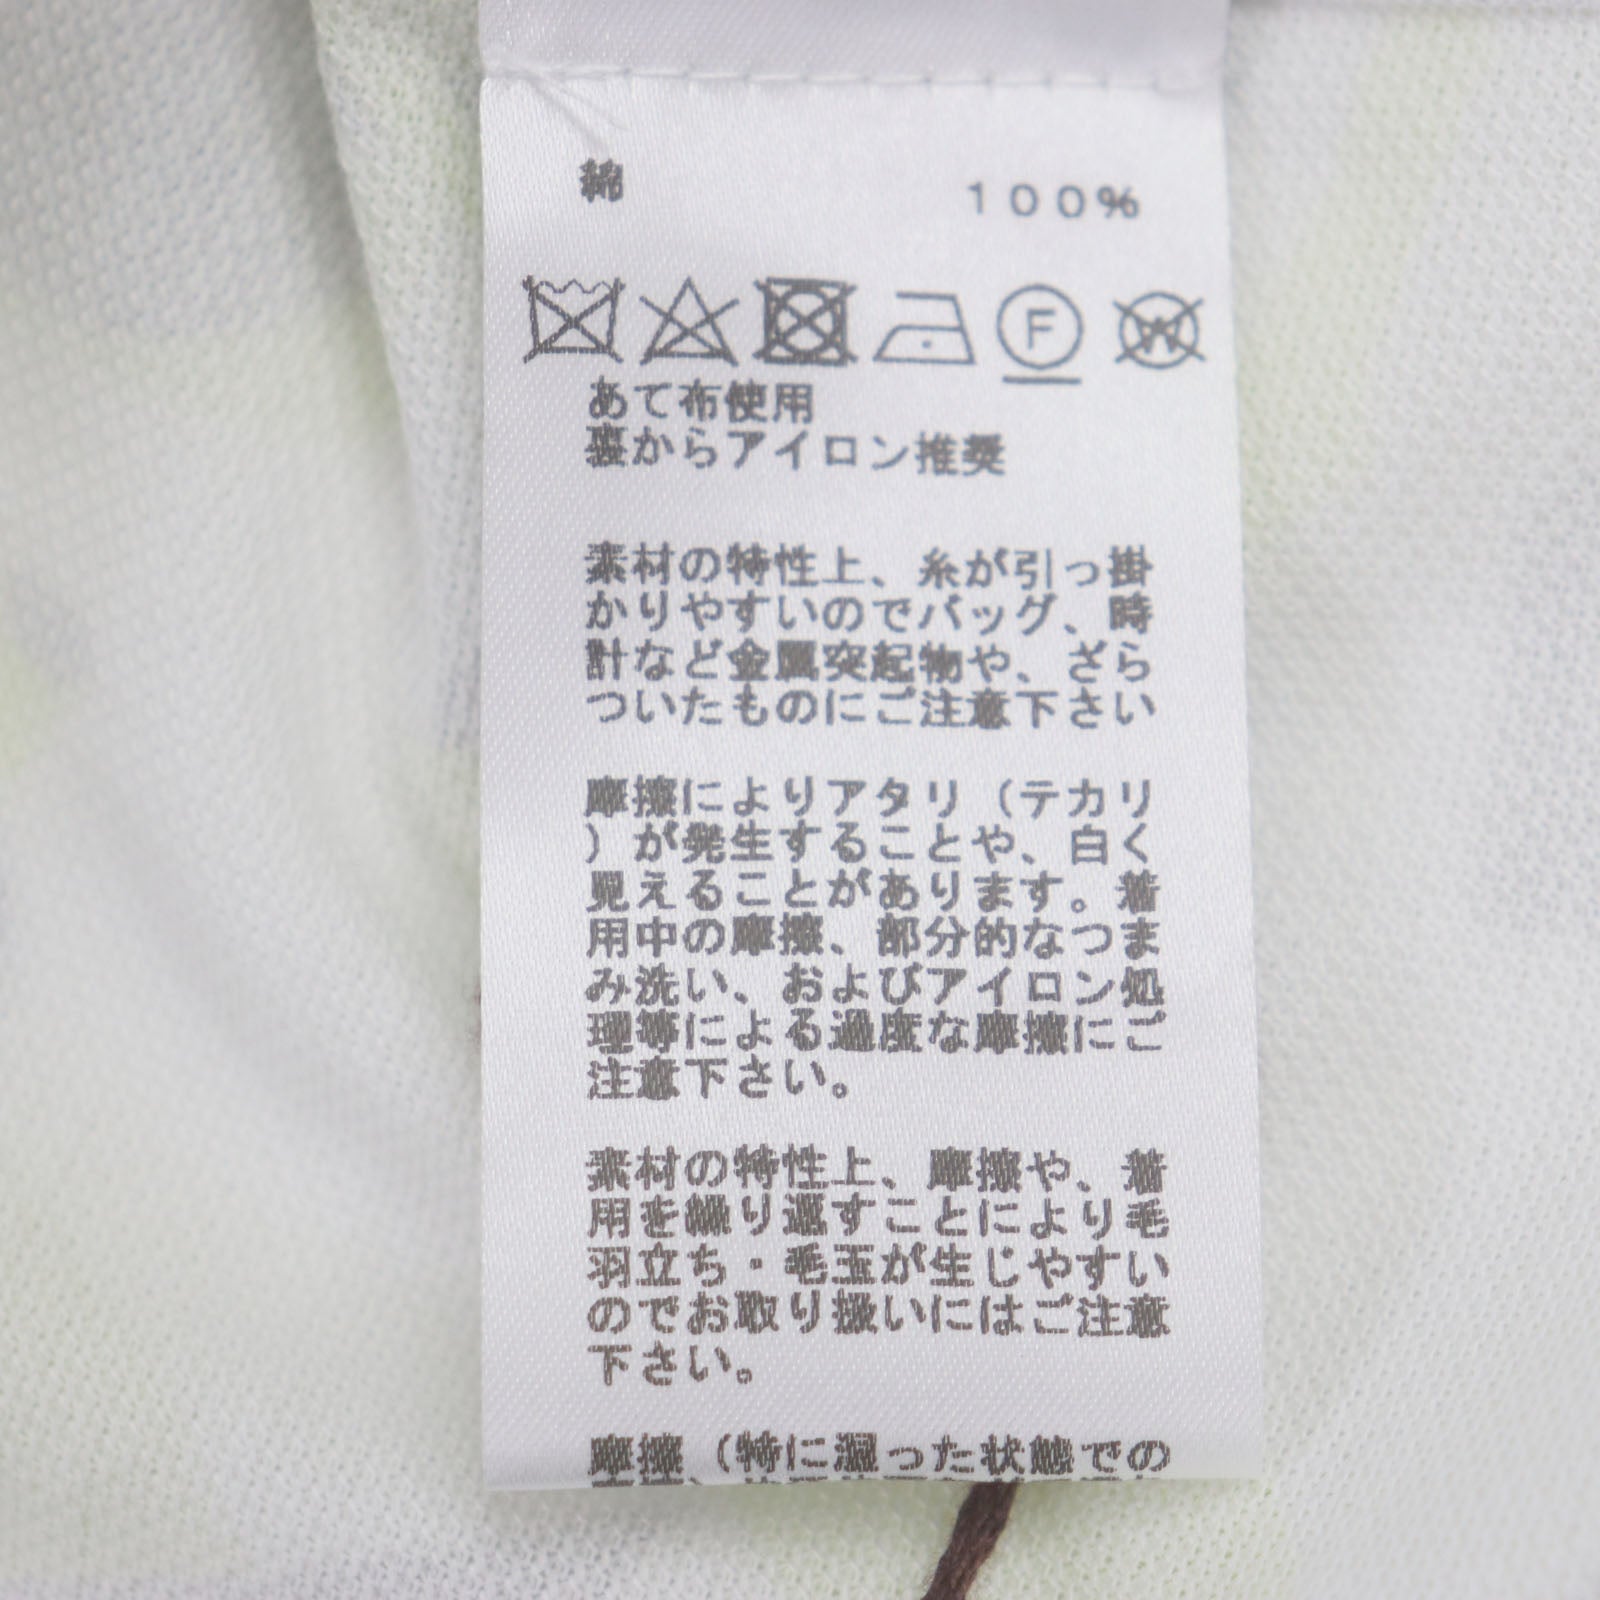 綿 100%
F W
あて布使用
裏からアイロン推奨
素材の特性上、糸が引っ掛
かりやすいのでバッグ、時
計など金属突起物や、ざら
ついたものにご注意下さい
摩擦によりアタリ（テカリ
）が発生することや、白く
見えることがあります。着
用中の摩擦、部分的なつま
み洗い、およびアイロン処
理等による過度な摩擦にご
注意下さい。
素材の特性上、摩擦や、着
用を繰り返すことにより毛
羽立ち・毛玉が生じやすい
のでお取り扱いにはご注意
下さい。
摩擦（特に湿った状態での